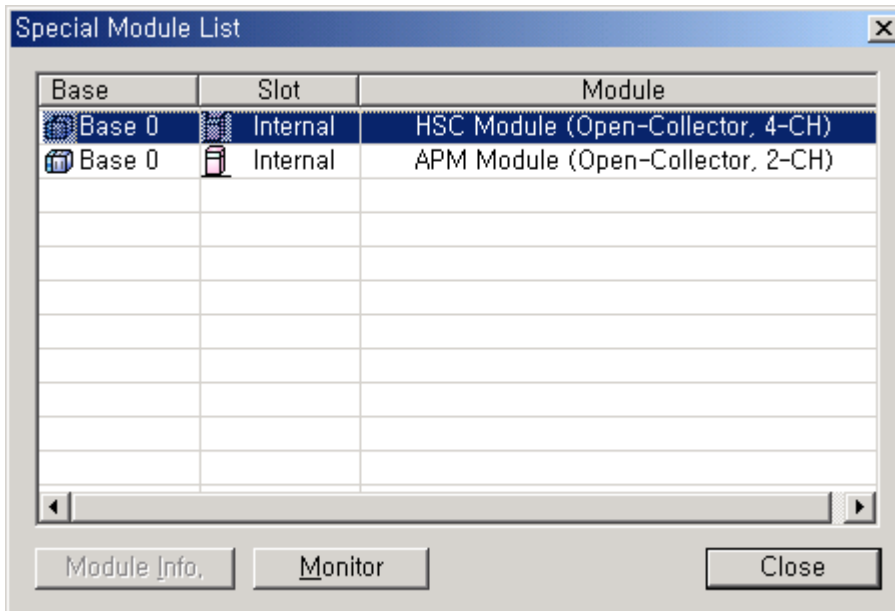 Special Module List
Base Slot Module
Base 0 Internal HSC Module (Open-Collector, 4-CH)
Base 0 Internal APM Module (Open-Collector, 2-CH)
Module Info, Monitor Close